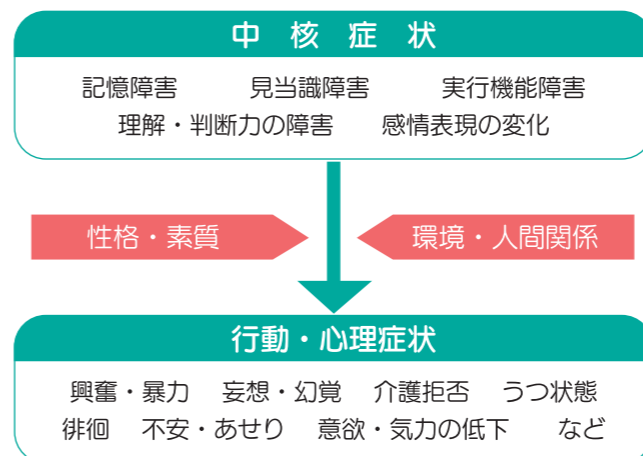 中核症状
記憶障害 見当識障害 実行機能障害
理解・判断力の障害 感情表現の変化
性格・素質 環境・人間関係
行動・心理症状
興奮・暴力 妄想・幻覚 介護拒否 うつ状態
徘徊 不安・あせり 意欲・気力の低下 など